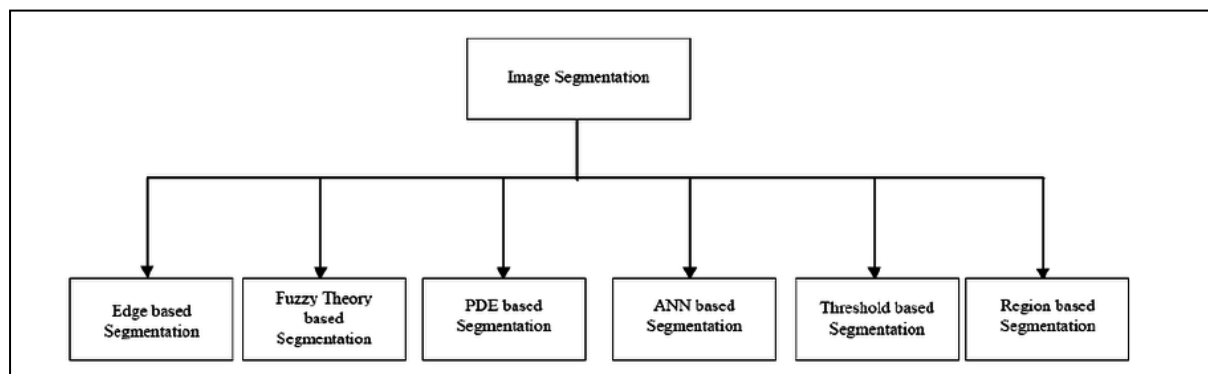 Image Segmentation
Edge based
Segmentation
Fuzzy Theory
based
Segmentation
PDE based
Segmentation
ANN based
Segmentation
Threshold based
Segmentation
Region based
Segmentation